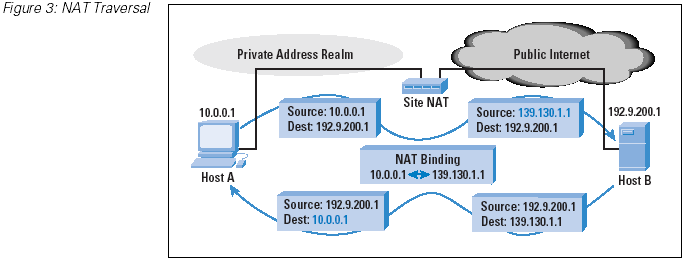 Figure 3: NAT Traversal
Private Address Realm
Public Internet
Site NAT
10.0.0.1
Source: 10.0.0.1
Dest: 192.9.200.1
Source: 139.130.1.1
Dest: 192.9.200.1
192.9.200.1
NAT Binding
10.0.0.1 139.130.1.1
Host A
Host B
Source: 192.9.200.1
Dest: 10.0.0.1
Source: 192.9.200.1
Dest: 139.130.1.1